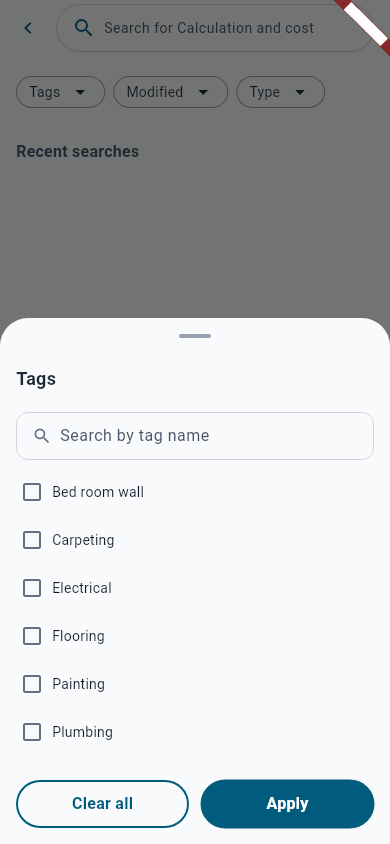 Search for Calculation and cost
Tags Modified Type
Recent searches
Tags
Search by tag name
Bed room wall
Carpeting
Electrical
Flooring
Painting
Plumbing
Clear all Apply